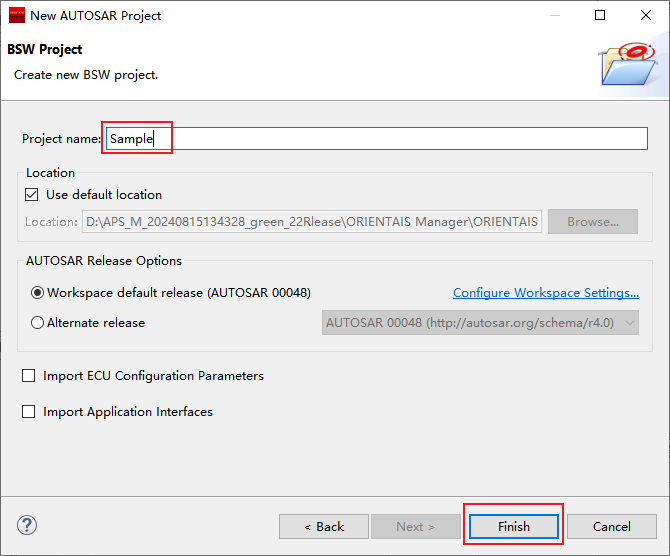 New AUTOSAR Project
BSW Project
Create new BSW project.
Project name: Sample
Location
Use default location
Location: D:\APS_M_20240815134328_green_22Rlease\ORIENTAIS Manager\ORIENTAIS Browse...
AUTOSAR Release Options
Workspace default release (AUTOSAR 00048) Configure Workspace Settings...
Alternate release AUTOSAR 00048 (http://autosar.org/schema/r4.0)
Import ECU Configuration Parameters
Import Application Interfaces
? < Back Next > Finish Cancel